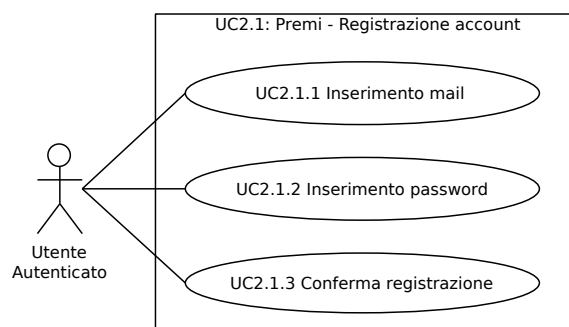 UC2.1: Premi - Registrazione account
UC2.1.1 Inserimento mail
UC2.1.2 Inserimento password
Utente
Autenticato
UC2.1.3 Conferma registrazione